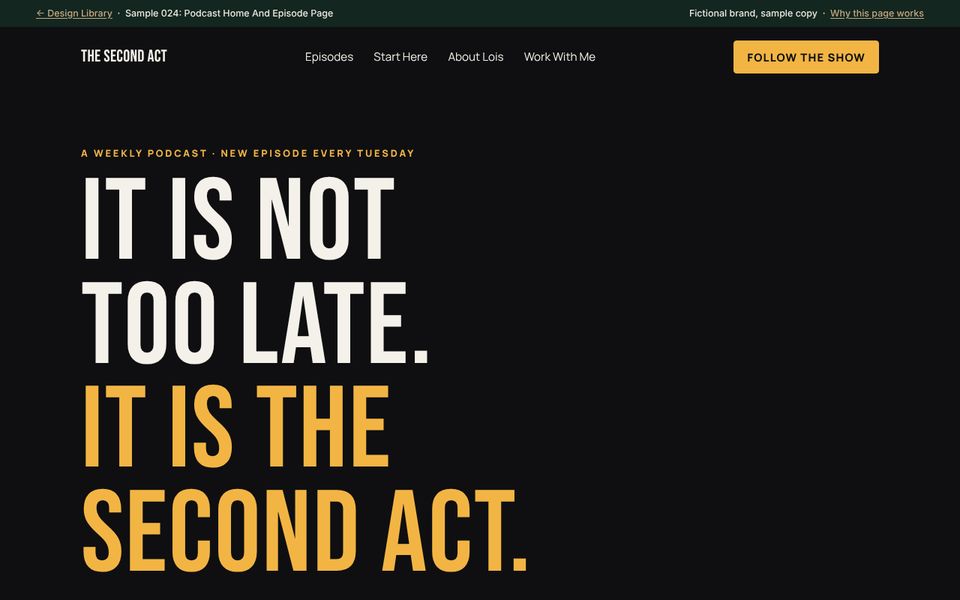 ← Design Library · Sample 024: Podcast Home And Episode Page
Fictional brand, sample copy · Why this page works
THE SECOND ACT
Episodes
Start Here
About Lois
Work With Me
FOLLOW THE SHOW
A WEEKLY PODCAST · NEW EPISODE EVERY TUESDAY
IT IS NOT
TOO LATE.
IT IS THE
SECOND ACT.